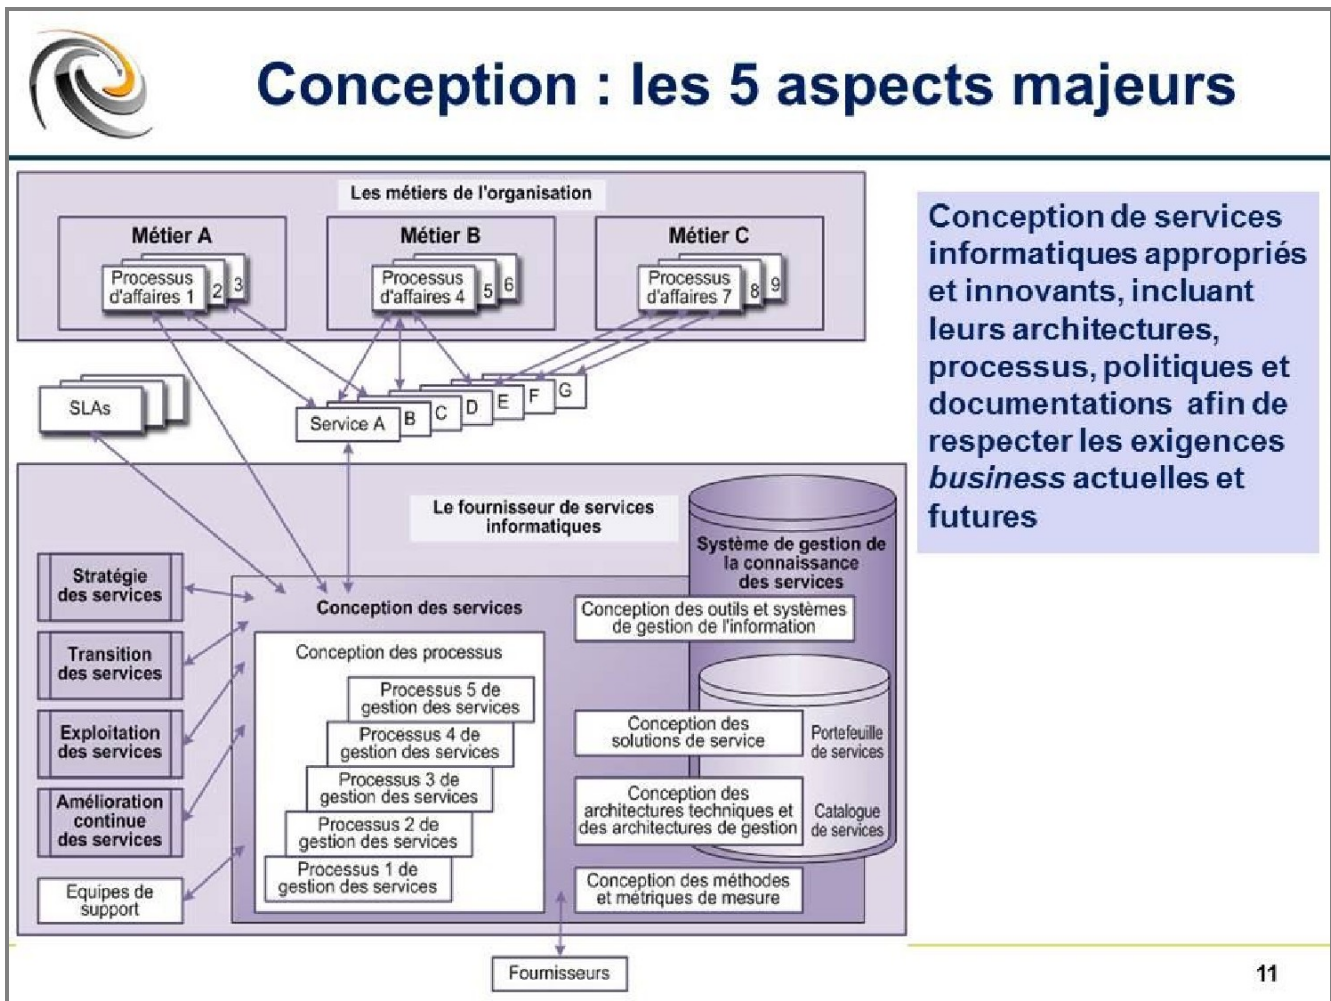 Conception : les 5 aspects majeurs
Les métiers de l'organisation
Métier A
Processus
d'affaires 1
2
3
Métier B
Processus
d'affaires 4
5
6
Métier C
Processus
d'affaires 7
8
9
SLAs
Service A
B
C
D
E
F
G
Conception de services
informatiques appropriés
et innovants, incluant
leurs architectures,
processus, politiques et
documentations afin de
respecter les exigences
business actuelles et
futures
Le fournisseur de services
informatiques
Stratégie
des services
Transition
des services
Exploitation
des services
Amélioration
continue
des services
Equipes de
support
Conception des services
Conception des processus
Processus 5 de
gestion des services
Processus 4 de
gestion des services
Processus 3 de
gestion des services
Processus 2 de
gestion des services
Processus 1 de
gestion des services
Système de gestion de
la connaissance
des services
Conception des outils et systèmes
de gestion de l'information
Conception des
solutions de service
Portefeuille
de services
Conception des
architectures techniques et
des architectures de gestion
Catalogue
de services
Conception des méthodes
et métriques de mesure
Fournisseurs
11